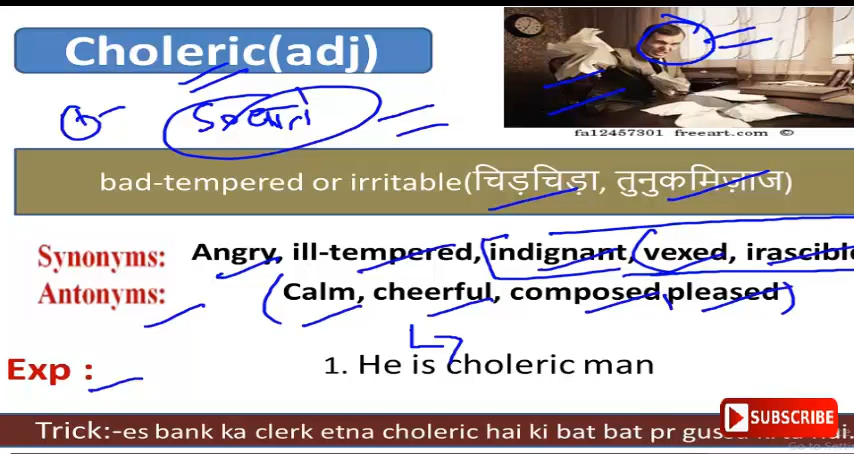 Choleric(adj)
fa12457301 freeart.com ©
bad-tempered or irritable(चिड़चिड़ा, तुनुकमिज़ाज)
Synonyms: Angry, ill-tempered, indignant, vexed, irascible
Antonyms: Calm, cheerful, composed, pleased
Exp : 1. He is choleric man
SUBSCRIBE
Trick:-es bank ka clerk etna choleric hai ki bat bat pr